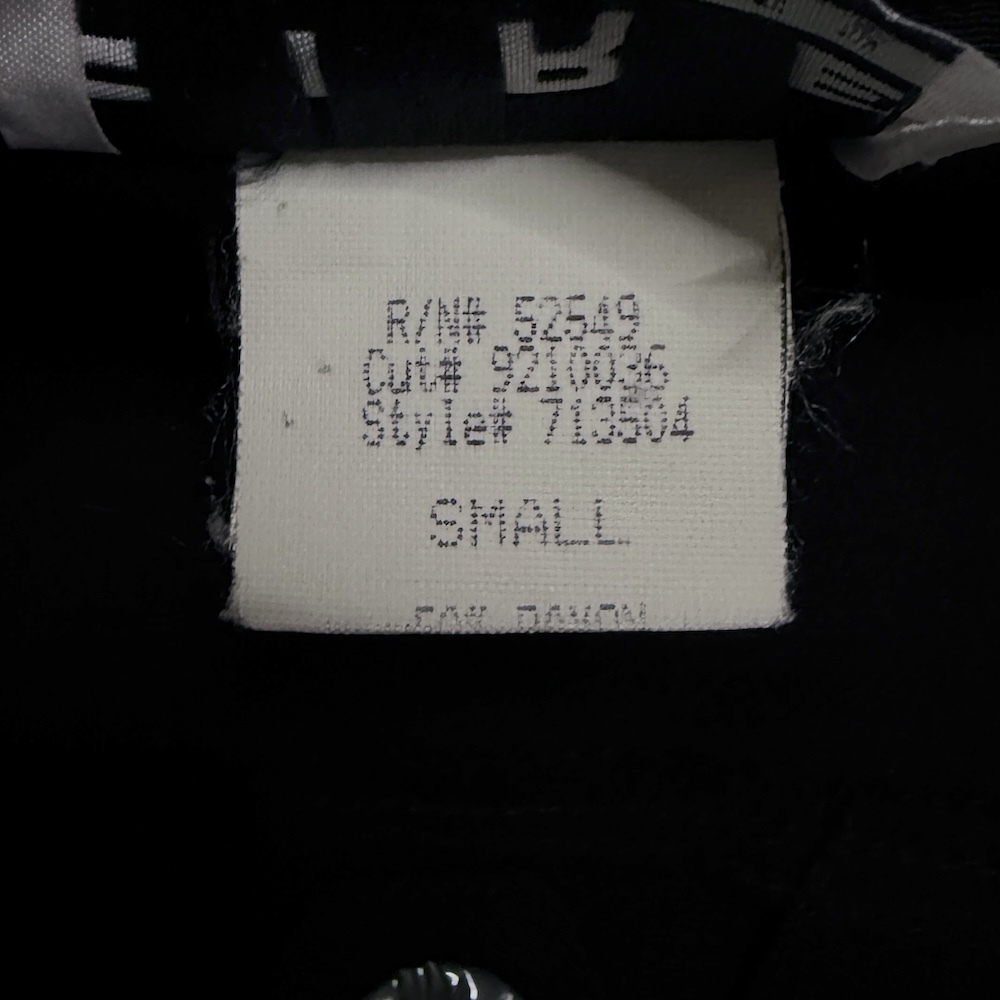 R/N# 52549
Cut# 9210036
Style# 713504
SMALL